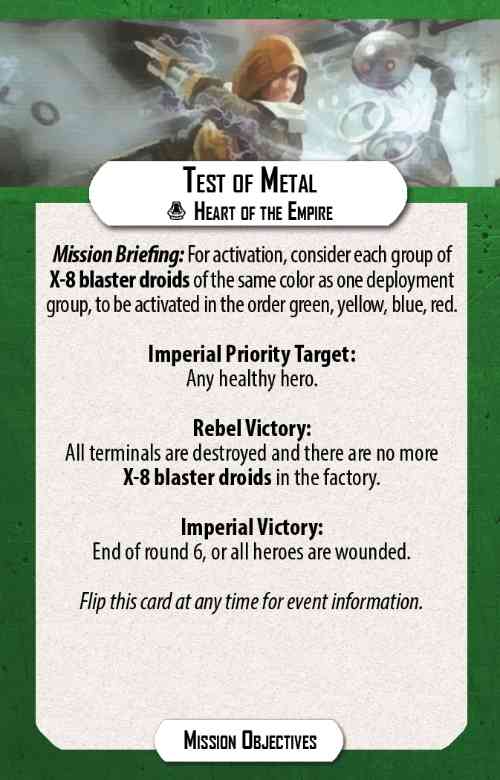 Test of Metal
Heart of the Empire
Mission Briefing: For activation, consider each group of
X-8 blaster droids of the same color as one deployment
group, to be activated in the order green, yellow, blue, red.
Imperial Priority Target:
Any healthy hero.
Rebel Victory:
All terminals are destroyed and there are no more
X-8 blaster droids in the factory.
Imperial Victory:
End of round 6, or all heroes are wounded.
Flip this card at any time for event information.
Mission Objectives